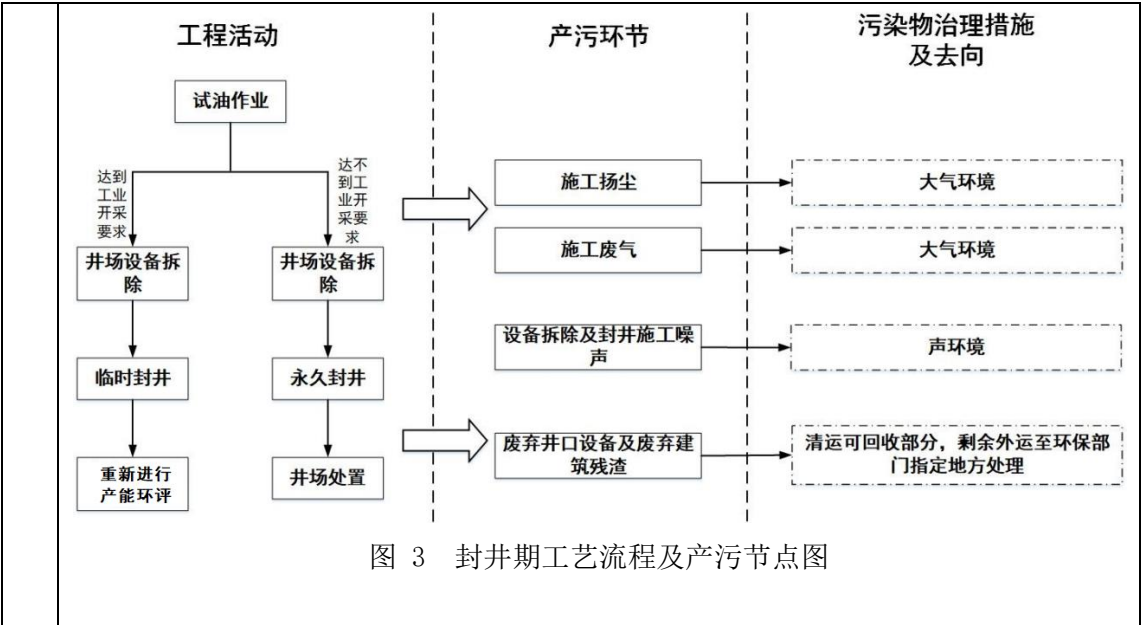 工程活动
产污环节
污染物治理措施
及去向
试油作业
达到
工业
开采
要求
达不
到工
业开
采要
求
井场设备拆
除
井场设备拆
除
临时封井
永久封井
重新进行
产能环评
井场处置
施工扬尘
大气环境
施工废气
大气环境
设备拆除及封井施工噪
声
声环境
废弃井口设备及废弃建
筑残渣
清运可回收部分，剩余外运至环保部
门指定地方处理
图 3 封井期工艺流程及产污节点图